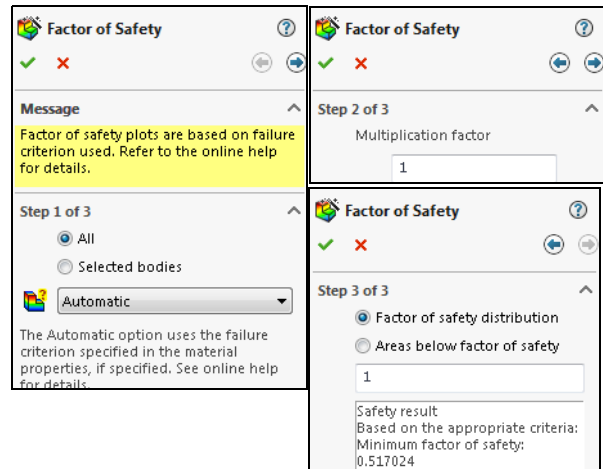 Factor of Safety
Message
Factor of safety plots are based on failure
criterion used. Refer to the online help
for details.
Step 1 of 3
All
Selected bodies
Automatic
The Automatic option uses the failure
criterion specified in the material
properties, if specified. See online help
for details.
Factor of Safety
Step 2 of 3
Multiplication factor
1
Factor of Safety
Step 3 of 3
Factor of safety distribution
Areas below factor of safety
1
Safety result
Based on the appropriate criteria:
Minimum factor of safety:
0.517024